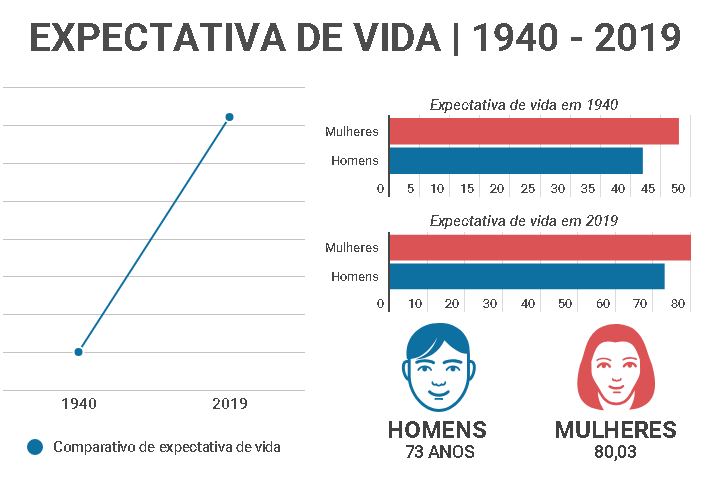 EXPECTATIVA DE VIDA | 1940 - 2019
1940
2019
Comparativo de expectativa de vida
Expectativa de vida em 1940
Mulheres
Homens
0 5 10 15 20 25 30 35 40 45 50
Expectativa de vida em 2019
Mulheres
Homens
0 10 20 30 40 50 60 70 80
HOMENS
73 ANOS
MULHERES
80,03